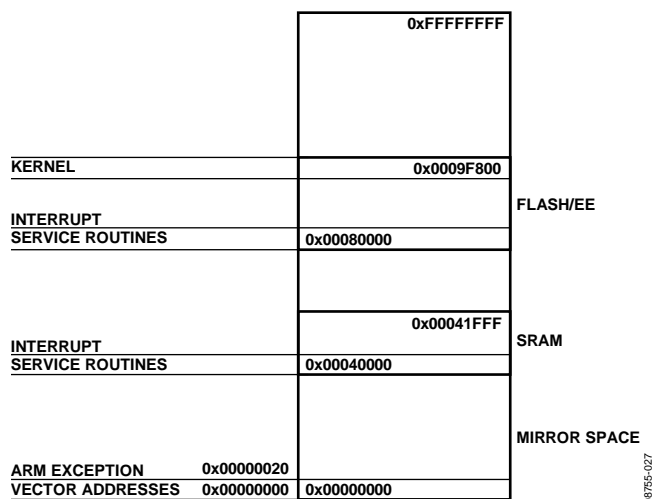 0xFFFFFFFF
KERNEL 0x0009F800
FLASH/EE
INTERRUPT
SERVICE ROUTINES 0x00080000
0x00041FFF
SRAM
INTERRUPT
SERVICE ROUTINES 0x00040000
MIRROR SPACE
ARM EXCEPTION 0x00000020
VECTOR ADDRESSES 0x00000000 0x00000000
8755-027